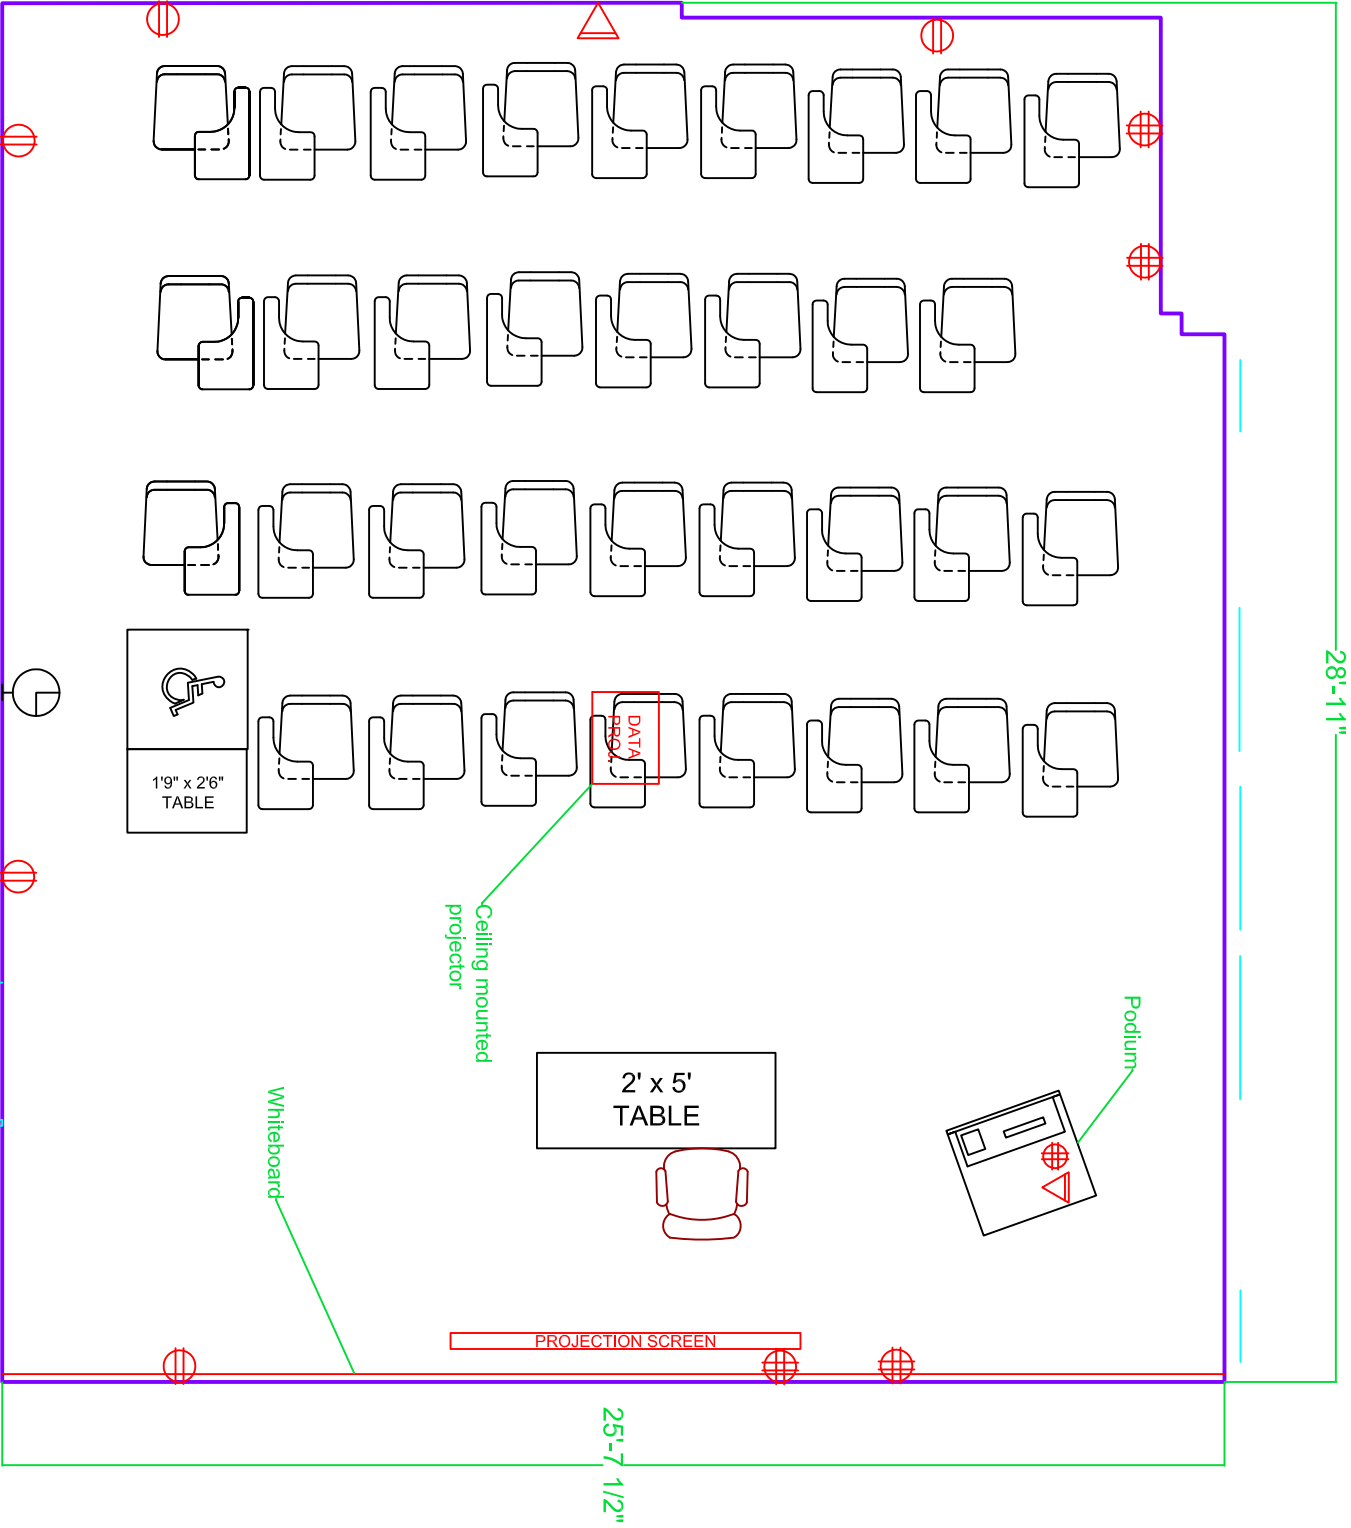 28'-11"
DATA
PROJ.
1'9" x 2'6"
TABLE
Ceiling mounted
projector
Podium
2' x 5'
TABLE
Whiteboard
PROJECTION SCREEN
25'-7 1/2"